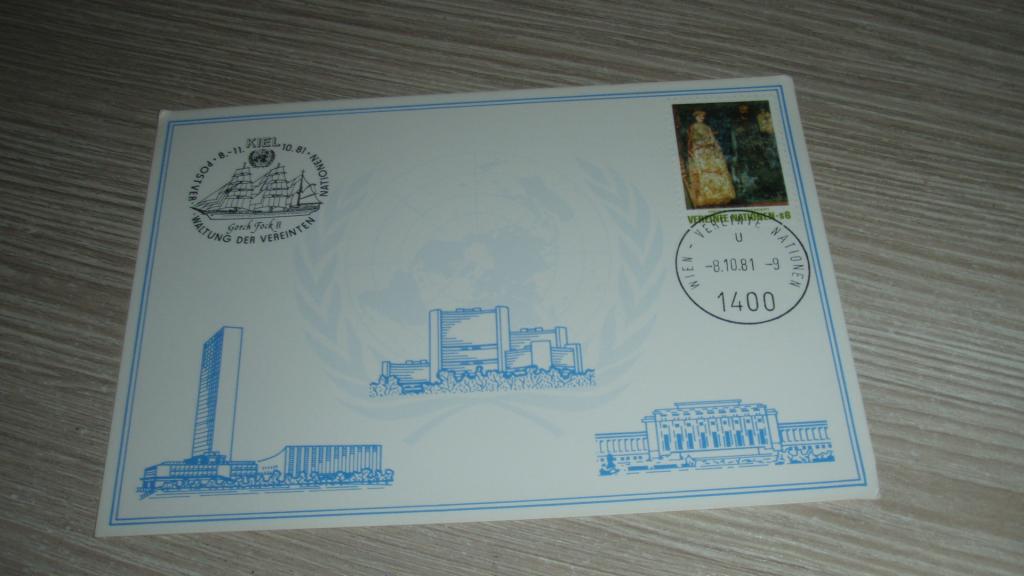 KIEL
POSTVERWALTUNG DER VEREINTEN NATIONEN · 8.-11. 10.81
Gorch Fock II
VEREINTE NATIONEN · s6
WIEN - VEREINTE NATIONEN
U
-8.10.81 -9
1400